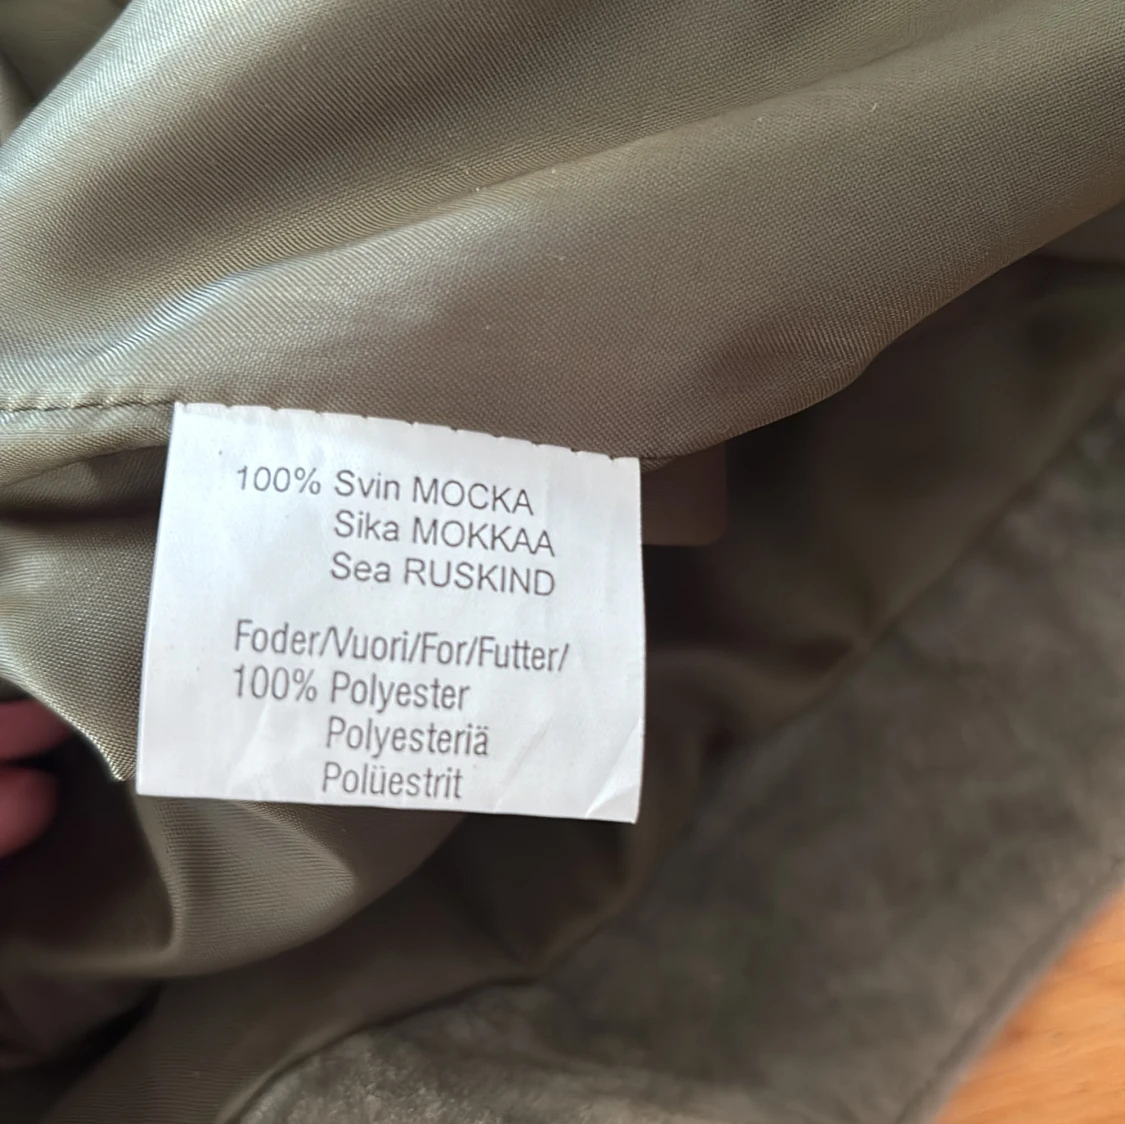 100% Svin MOCKA
Sika MOKKAA
Sea RUSKIND
Foder/Vuori/For/Futter/
100% Polyester
Polyesteriä
Polüestrit